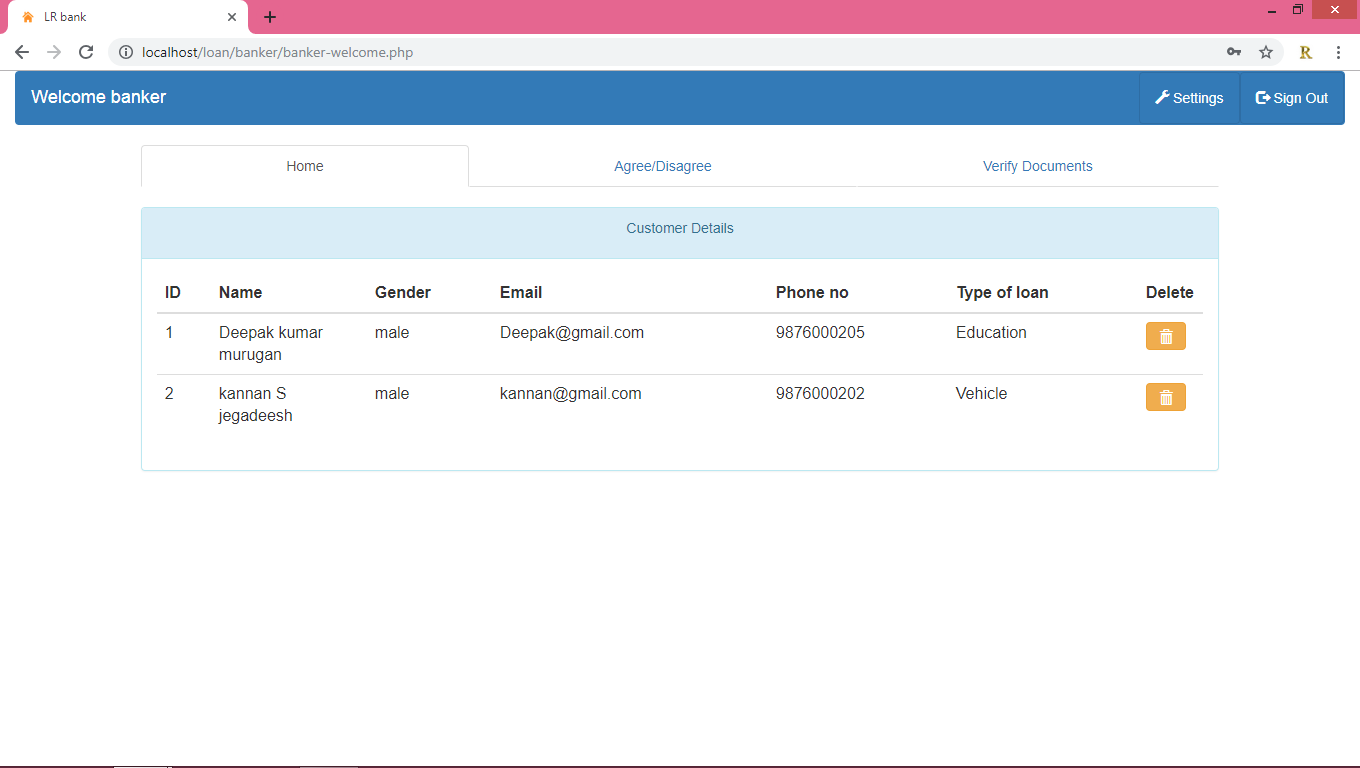 LR bank
localhost/loan/banker/banker-welcome.php
R
Welcome banker
Settings
Sign Out
Home
Agree/Disagree
Verify Documents
Customer Details
ID Name Gender Email Phone no Type of loan Delete
1 Deepak kumar male Deepak@gmail.com 9876000205 Education
murugan
2 kannan S male kannan@gmail.com 9876000202 Vehicle
jegadeesh